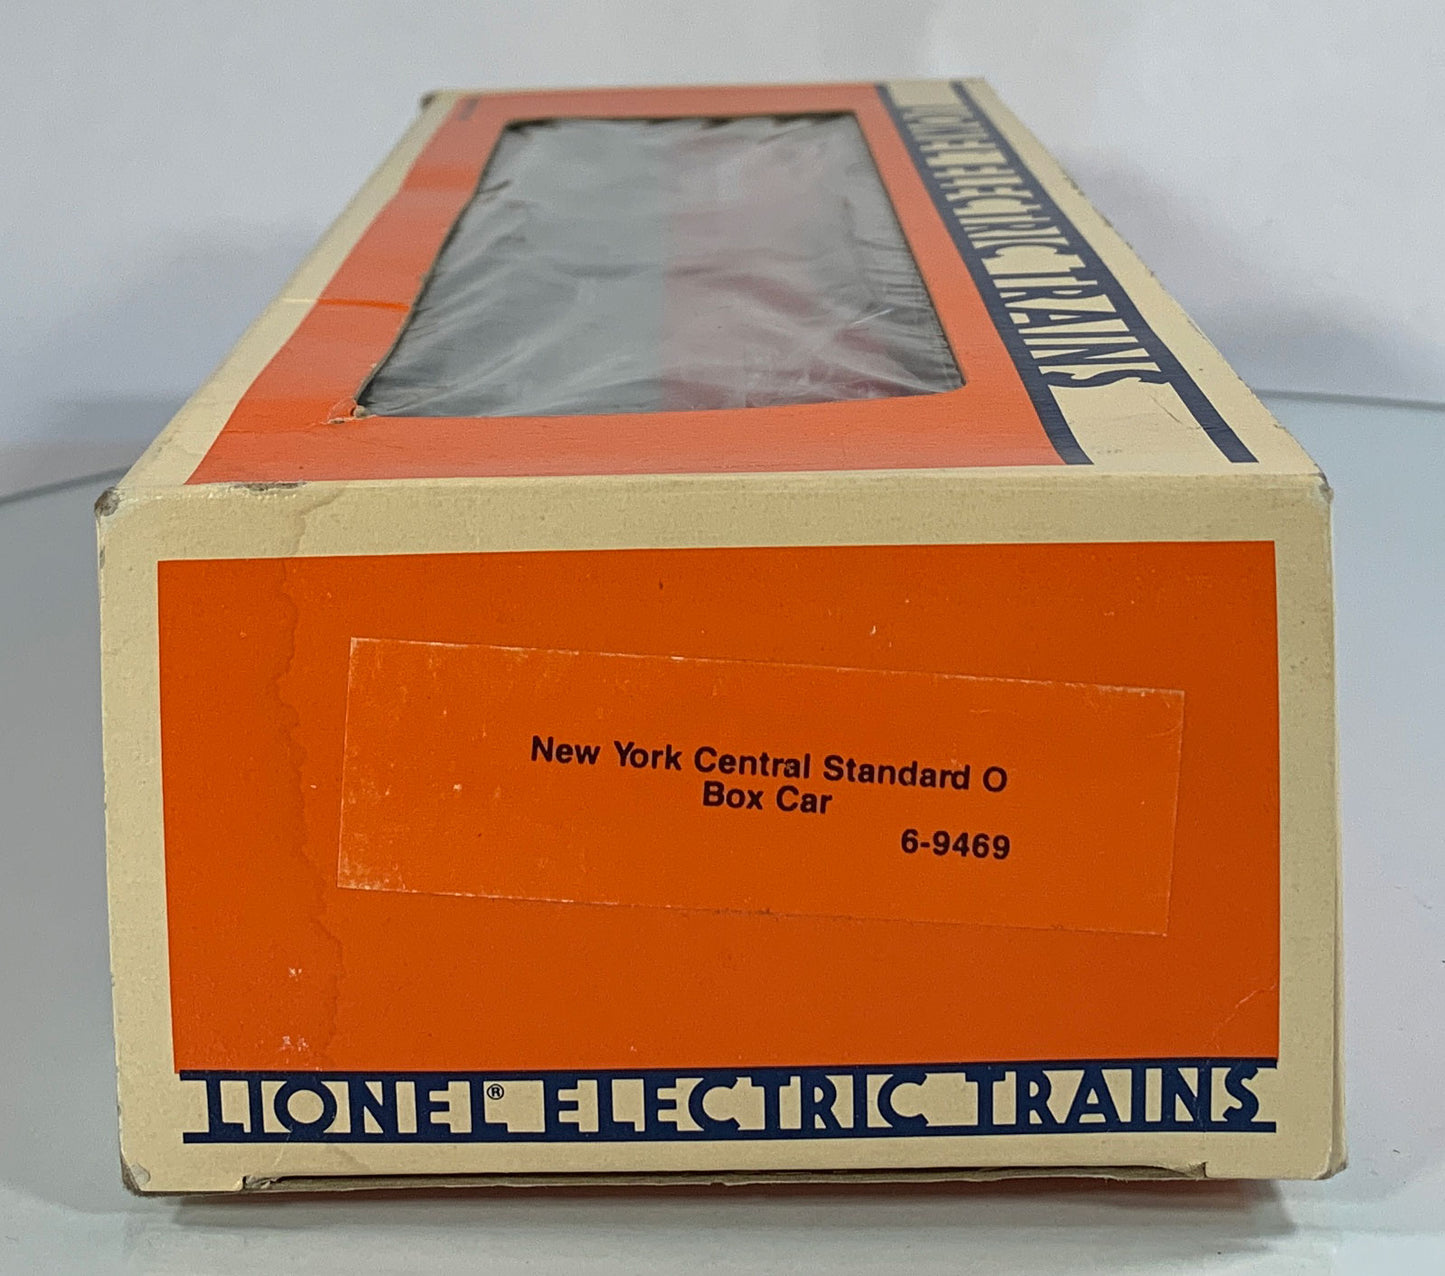 LIONEL ELECTRIC TRAINS
New York Central Standard O
Box Car
6-9469
LIONEL® ELECTRIC TRAINS